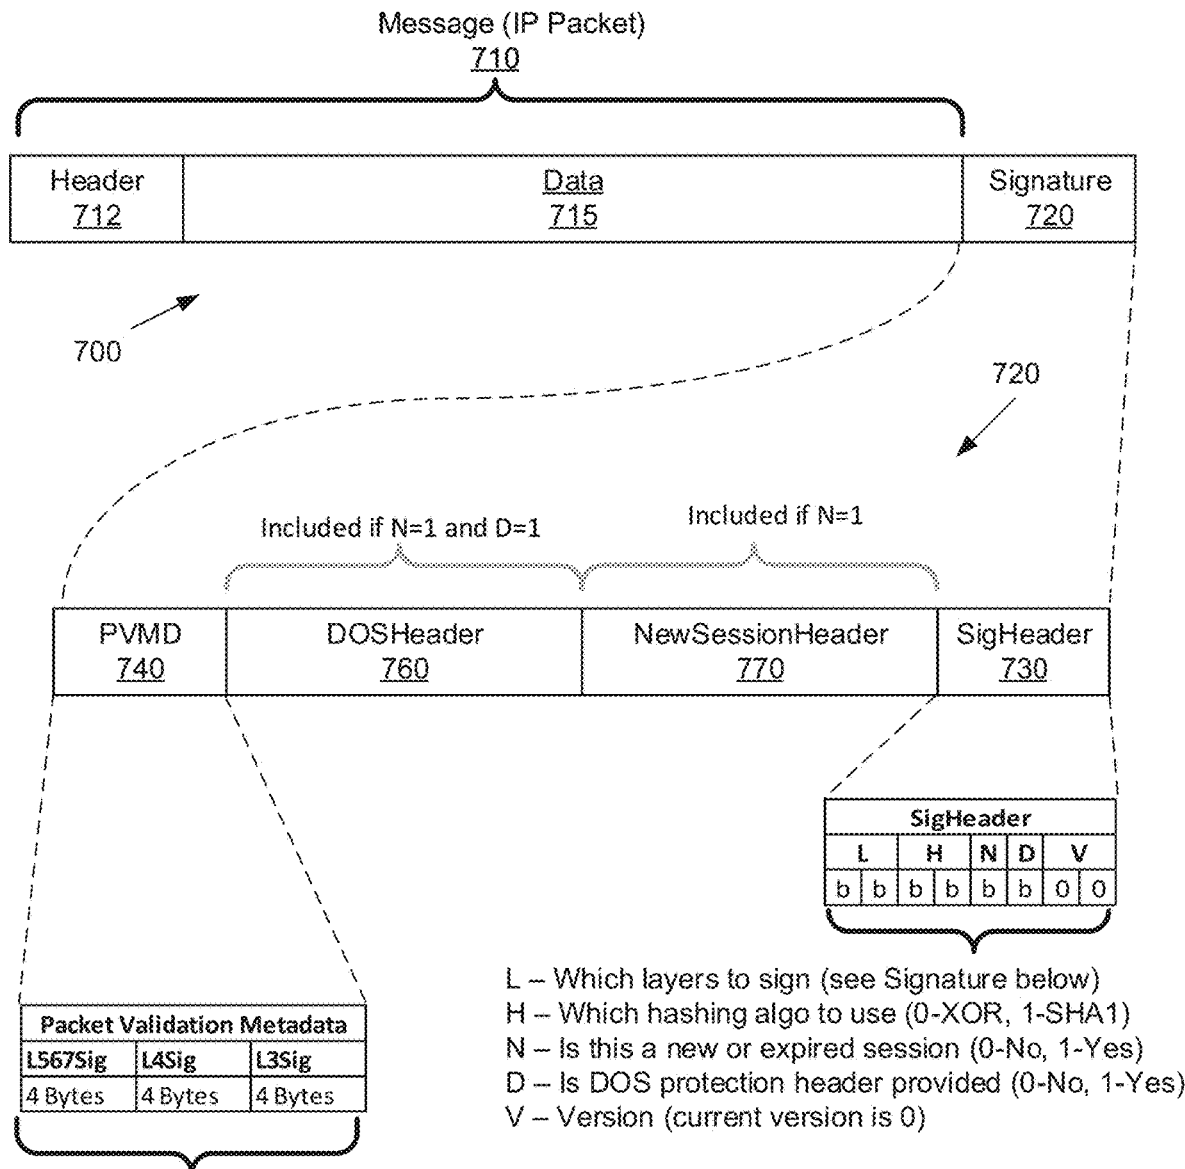 Message (IP Packet)
710
Header Data Signature
712 715 720
700
720
Included if N=1 and D=1 Included if N=1
PVMD DOSHeader NewSessionHeader SigHeader
740 760 770 730
SigHeader
L H N D V
b b b b b b 0 0
L – Which layers to sign (see Signature below)
H – Which hashing algo to use (0-XOR, 1-SHA1)
N – Is this a new or expired session (0-No, 1-Yes)
D – Is DOS protection header provided (0-No, 1-Yes)
V – Version (current version is 0)
Packet Validation Metadata
L567Sig L4Sig L3Sig
4 Bytes 4 Bytes 4 Bytes